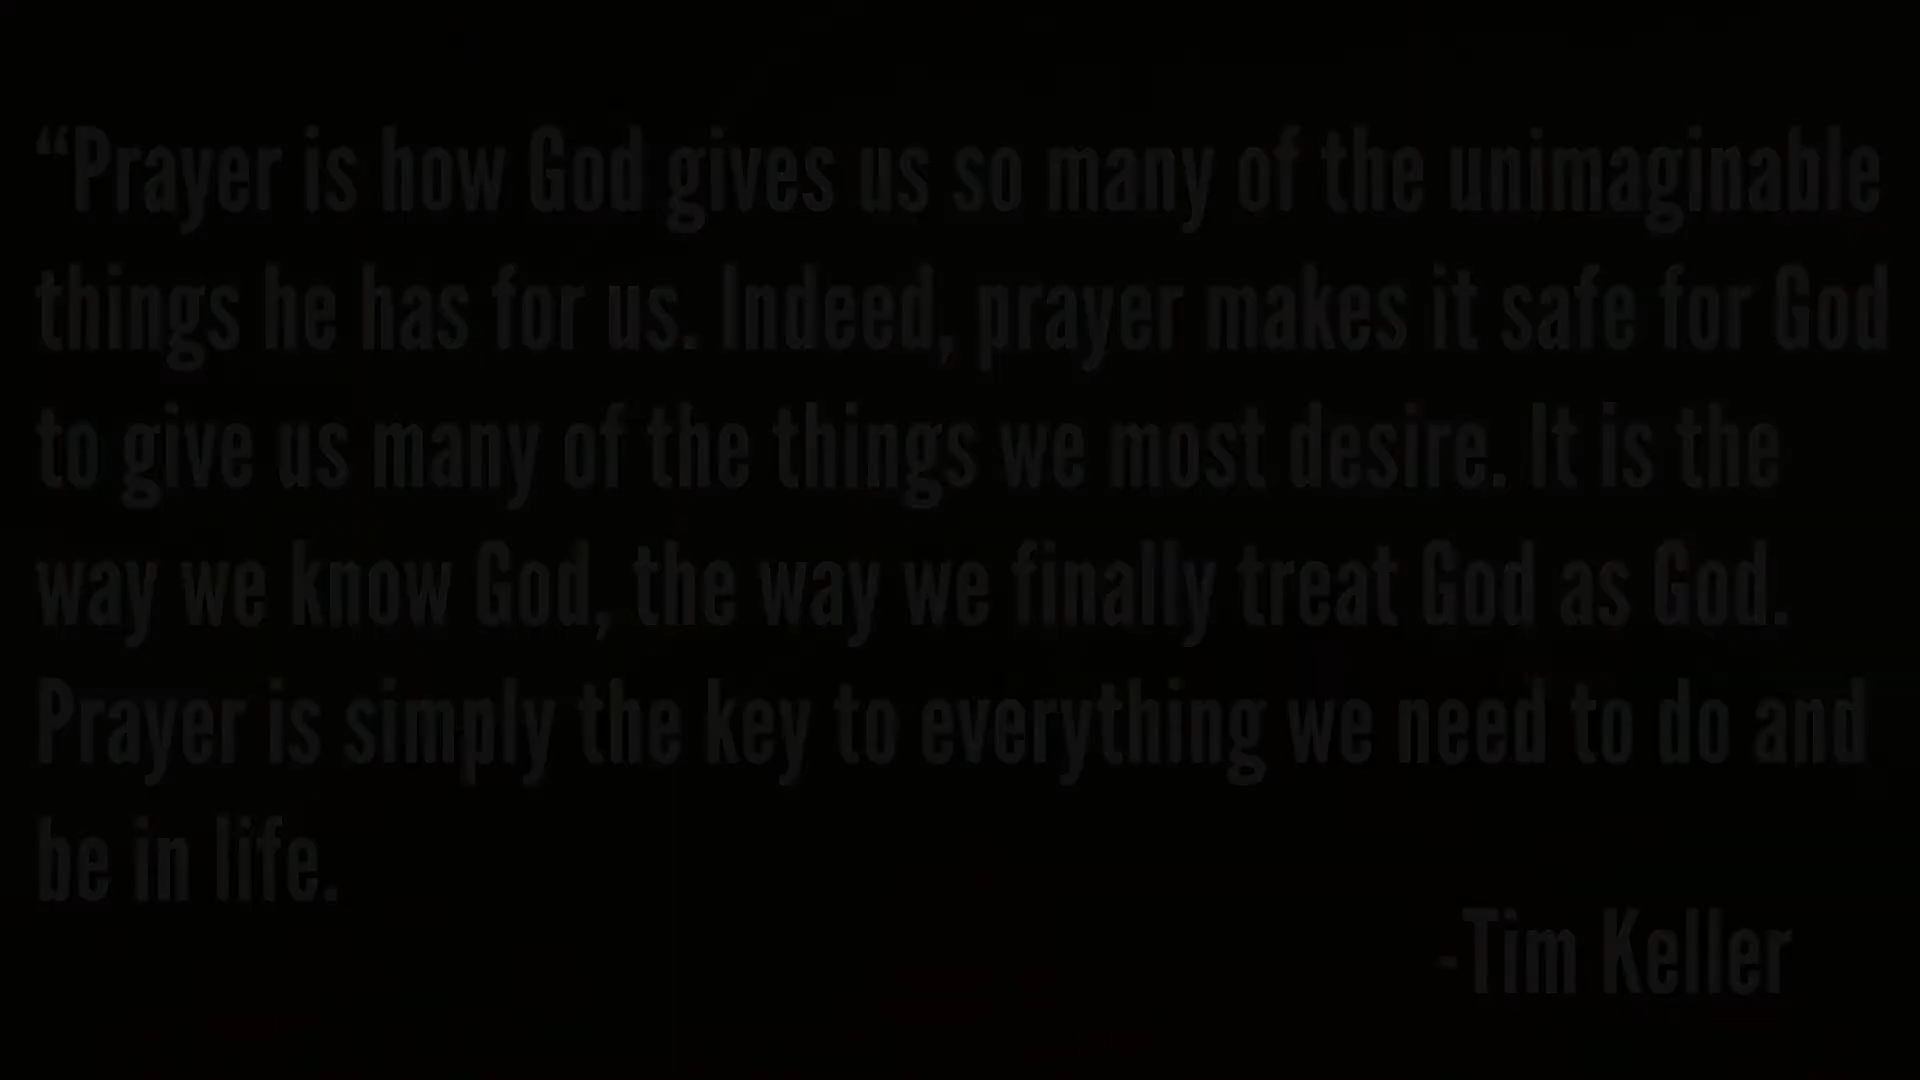 “Prayer is how God gives us so many of the unimaginable
things he has for us. Indeed, prayer makes it safe for God
to give us many of the things we most desire. It is the
way we know God, the way we finally treat God as God.
Prayer is simply the key to everything we need to do and
be in life.
-Tim Keller